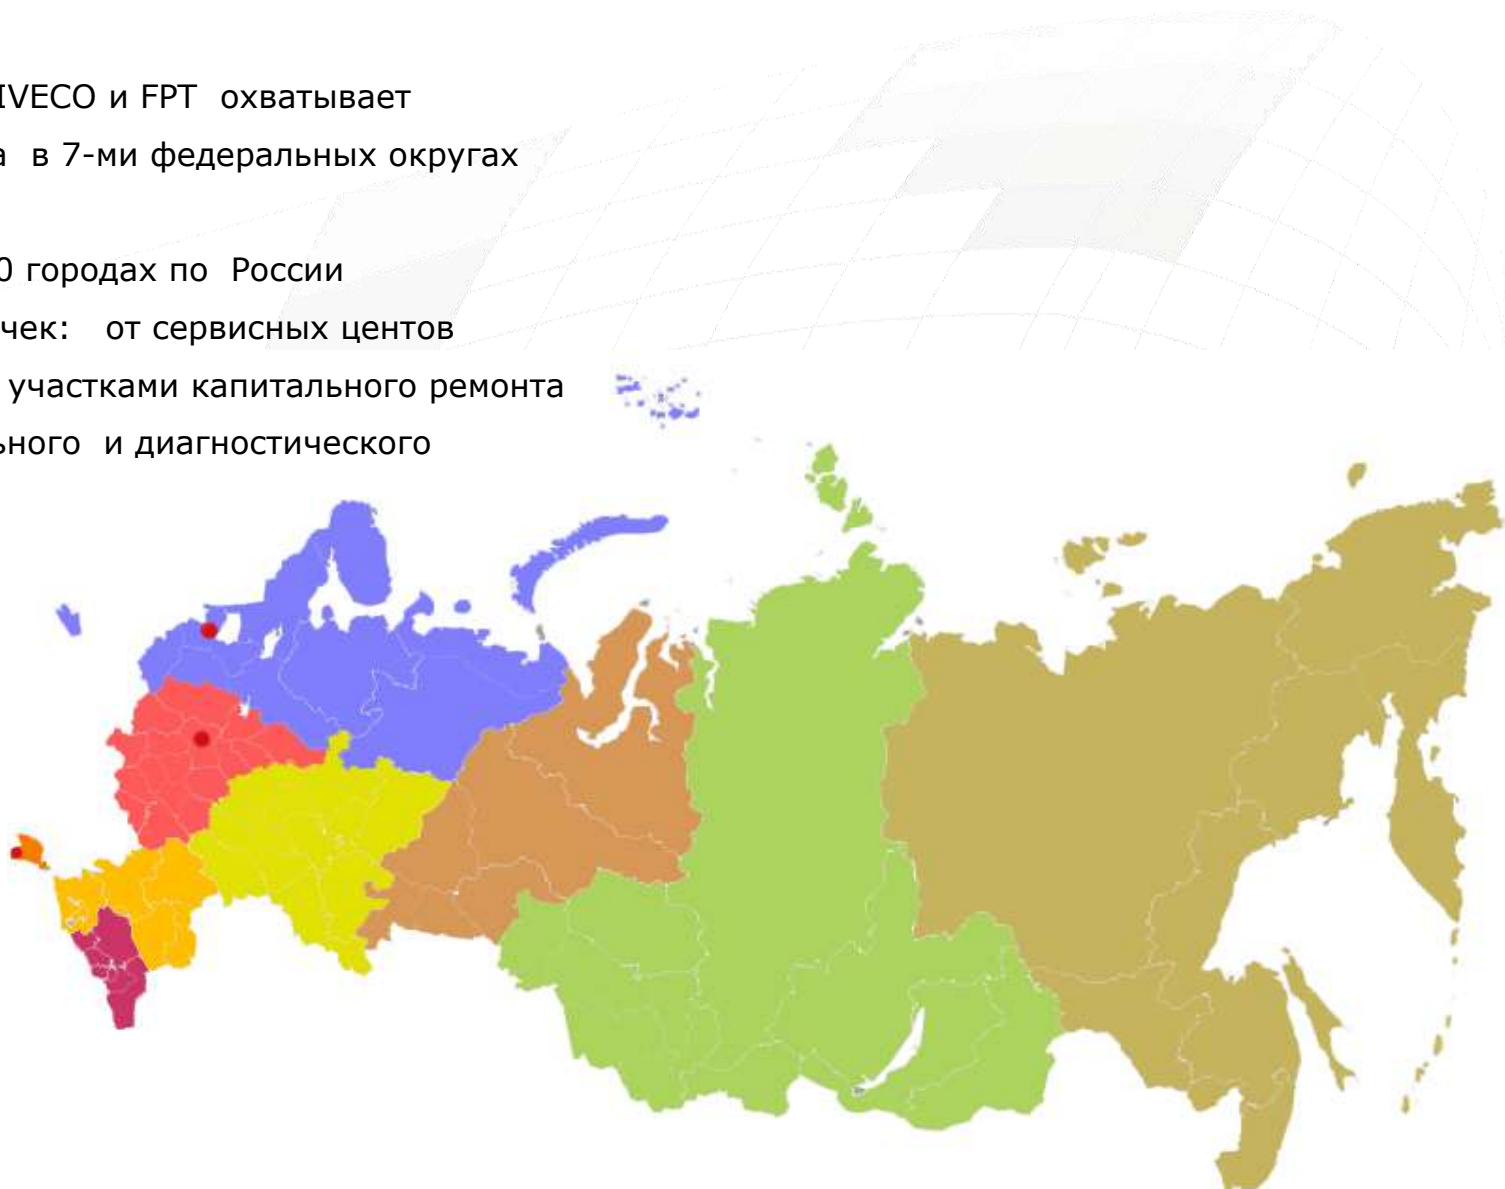 IVECO и FPT охватывает
а в 7-ми федеральных округах
0 городах по России
чек: от сервисных центов
участками капитального ремонта
ьного и диагностического